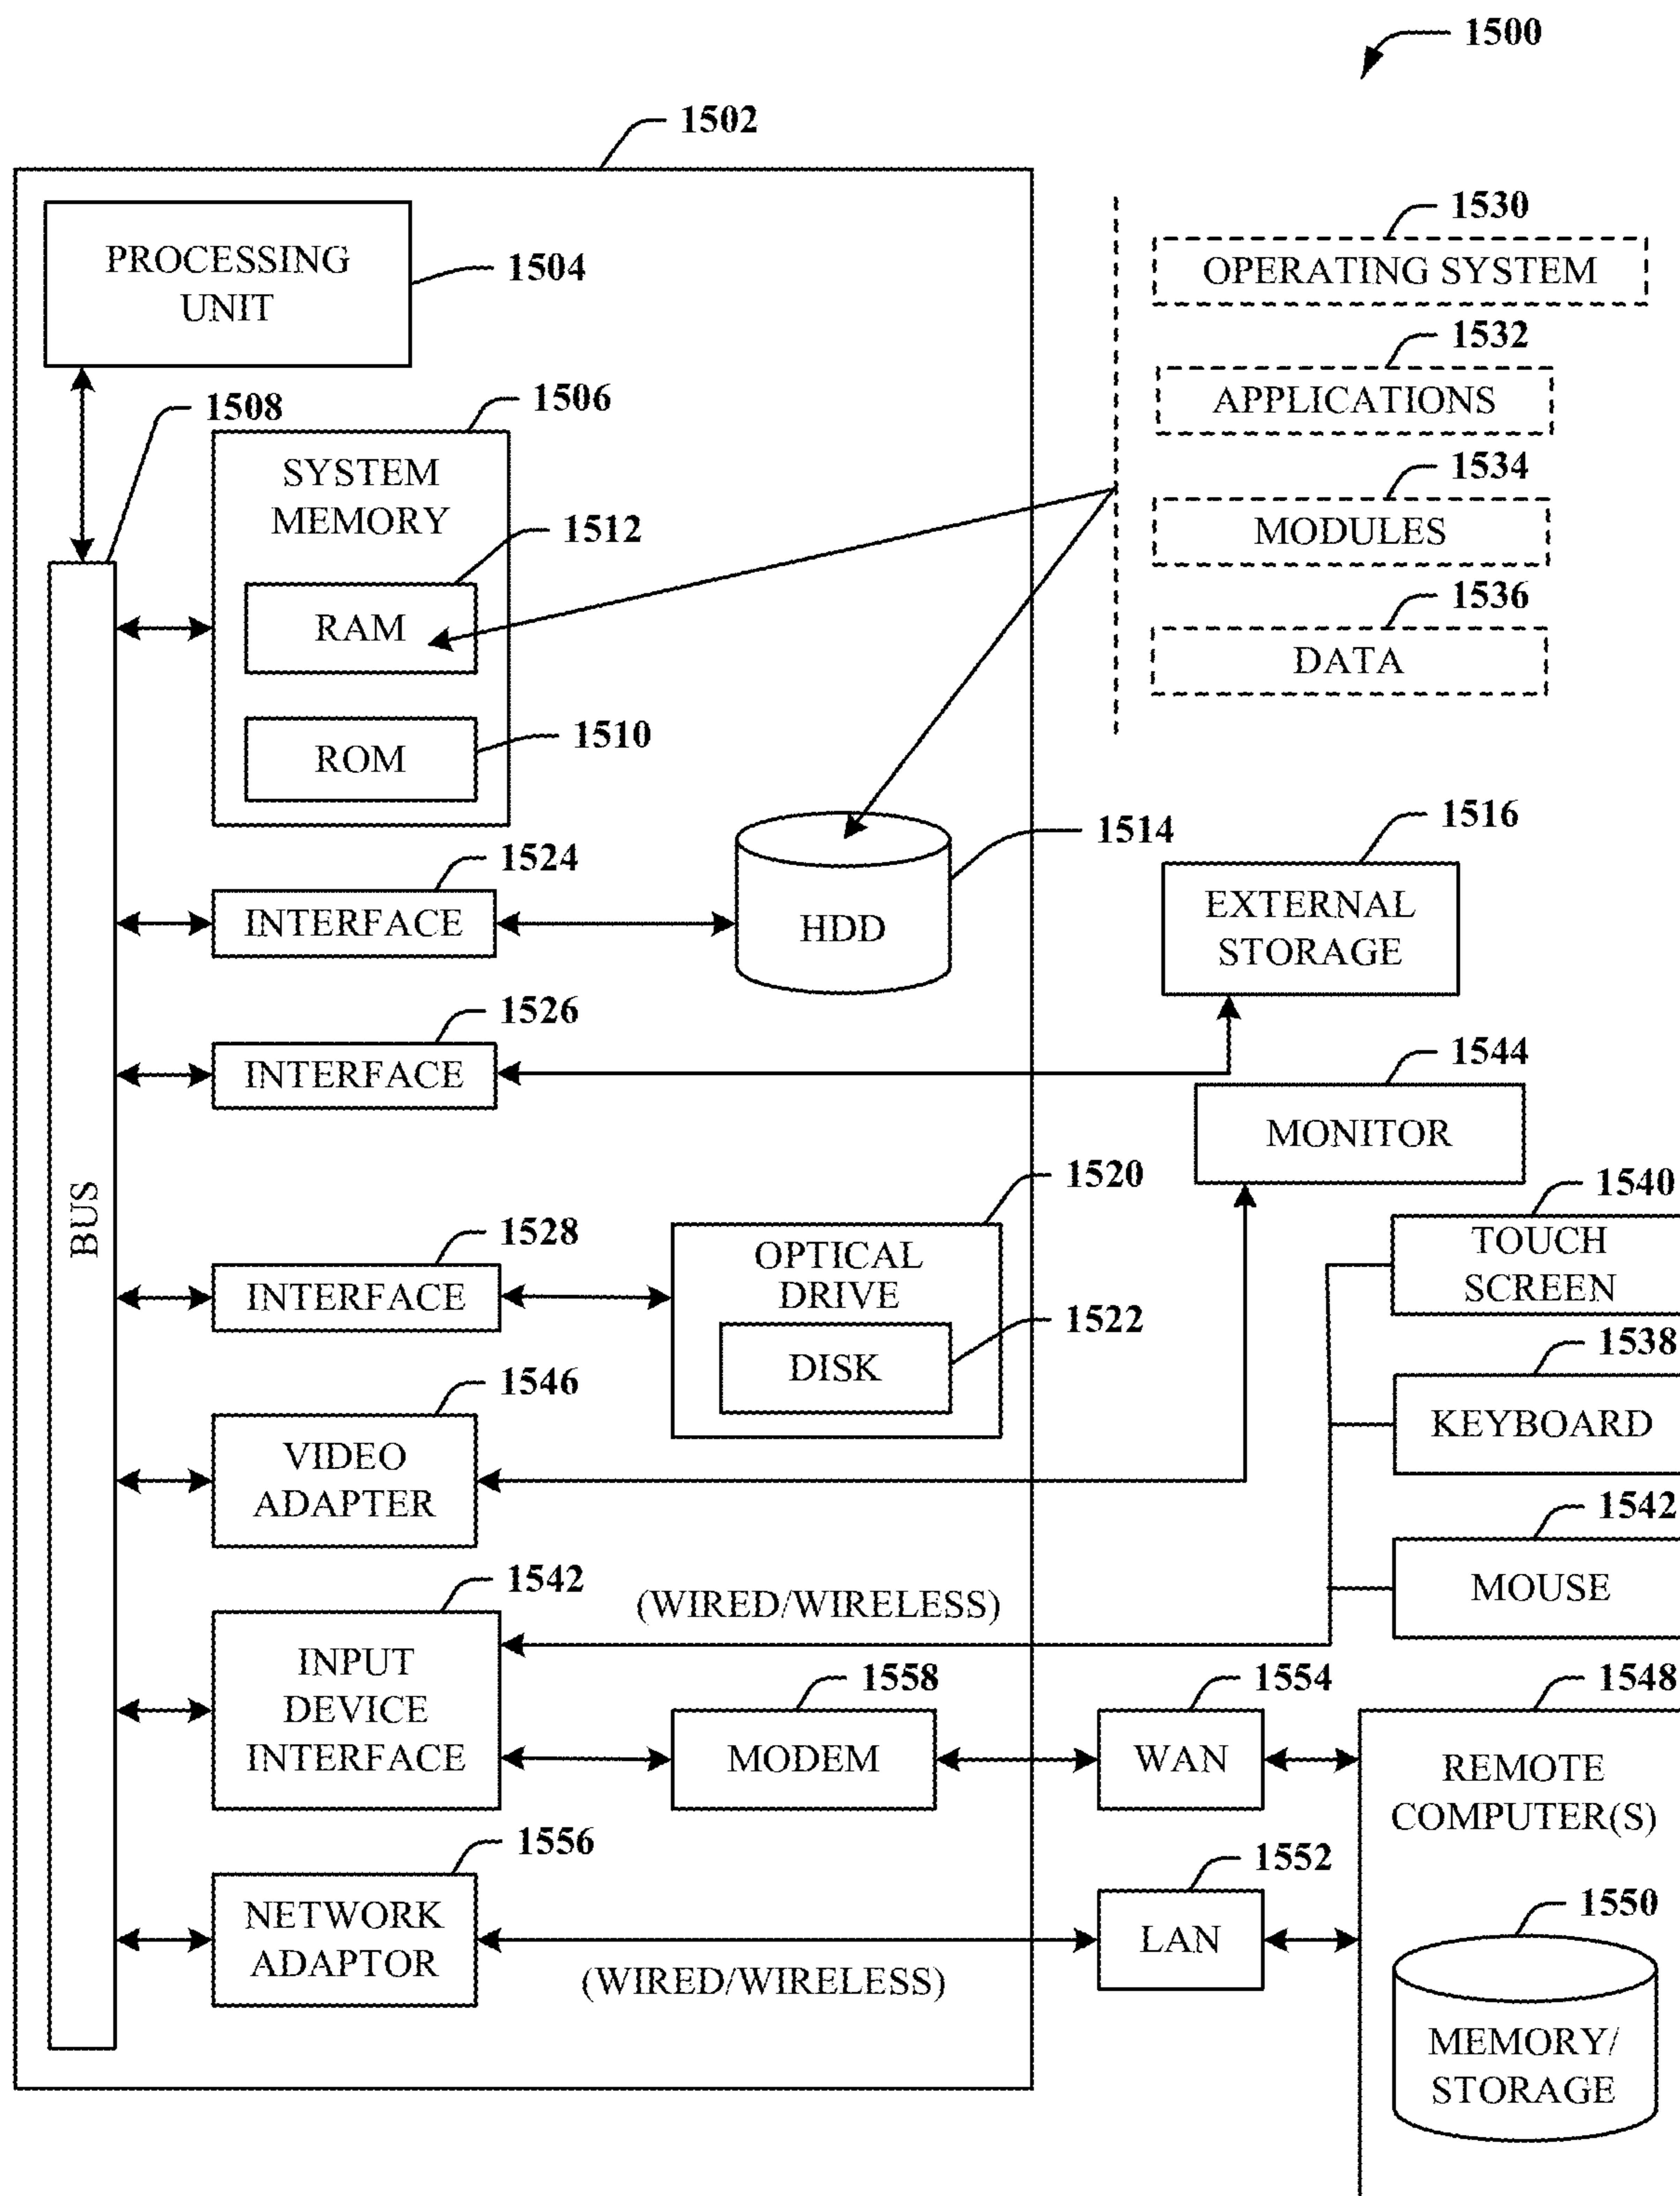 1500
1502
PROCESSING
UNIT
1504
1530
OPERATING SYSTEM
1532
APPLICATIONS
1534
MODULES
1536
DATA
1508
1506
SYSTEM
MEMORY
1512
RAM
1510
ROM
1524
INTERFACE
1514
HDD
1516
EXTERNAL
STORAGE
1526
INTERFACE
1544
MONITOR
BUS
1528
INTERFACE
1520
OPTICAL
DRIVE
1522
DISK
1540
TOUCH
SCREEN
1538
KEYBOARD
1546
VIDEO
ADAPTER
1542
MOUSE
1542
INPUT
DEVICE
INTERFACE
(WIRED/WIRELESS)
1558
MODEM
1554
WAN
1548
REMOTE
COMPUTER(S)
1556
NETWORK
ADAPTOR
(WIRED/WIRELESS)
1552
LAN
1550
MEMORY/
STORAGE